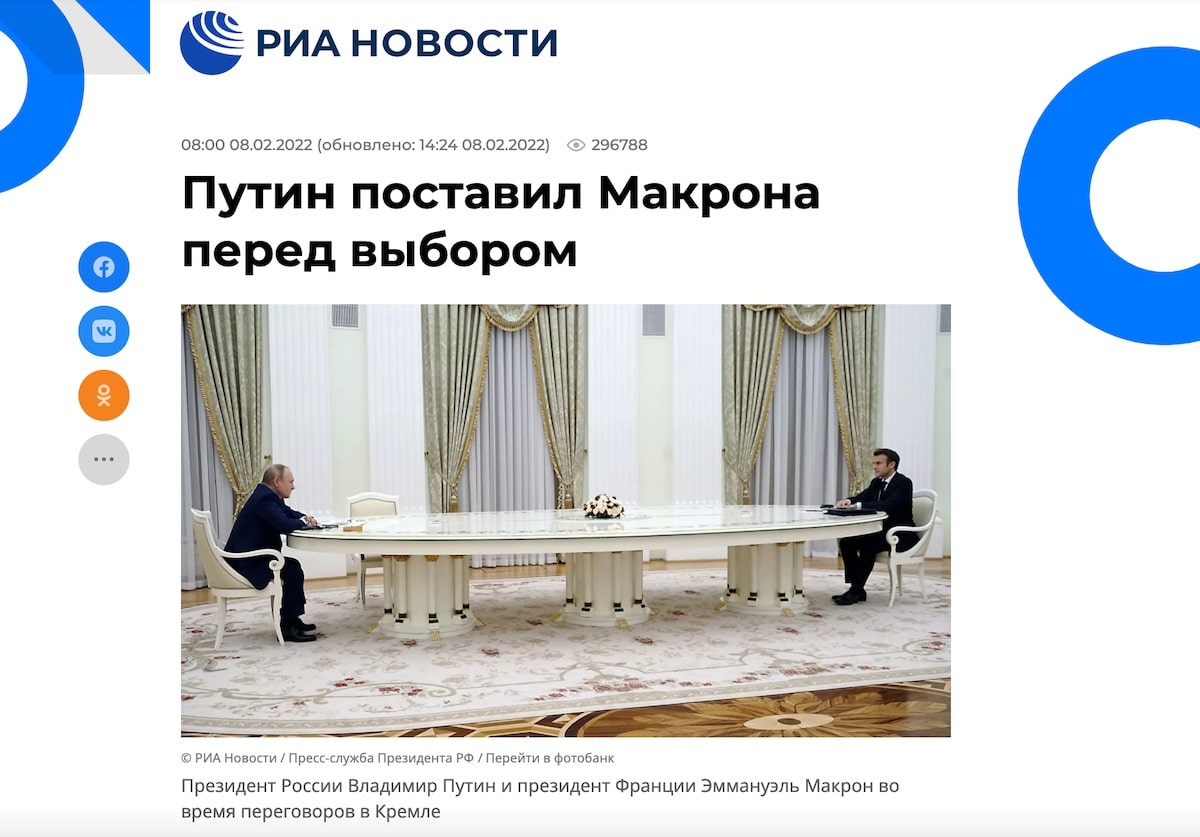 РИА НОВОСТИ
08:00 08.02.2022 (обновлено: 14:24 08.02.2022) 296788
Путин поставил Макрона
перед выбором
© РИА Новости / Пресс-служба Президента РФ / Перейти в фотобанк
Президент России Владимир Путин и президент Франции Эммануэль Макрон во
время переговоров в Кремле